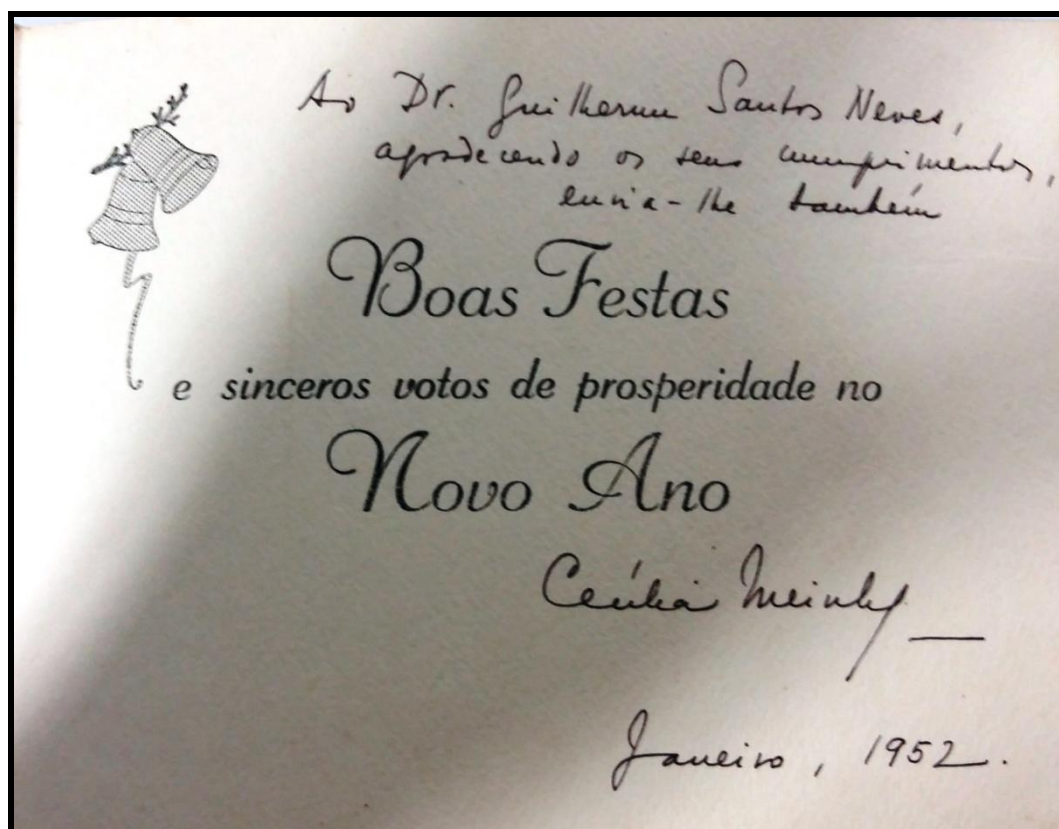 Ao Dr. Guilherme Santos Neves,
agradecendo os seus cumprimentos,
envia-lhe também
Boas Festas
e sinceros votos de prosperidade no
Novo Ano
Cecília Meireles
Janeiro, 1952.